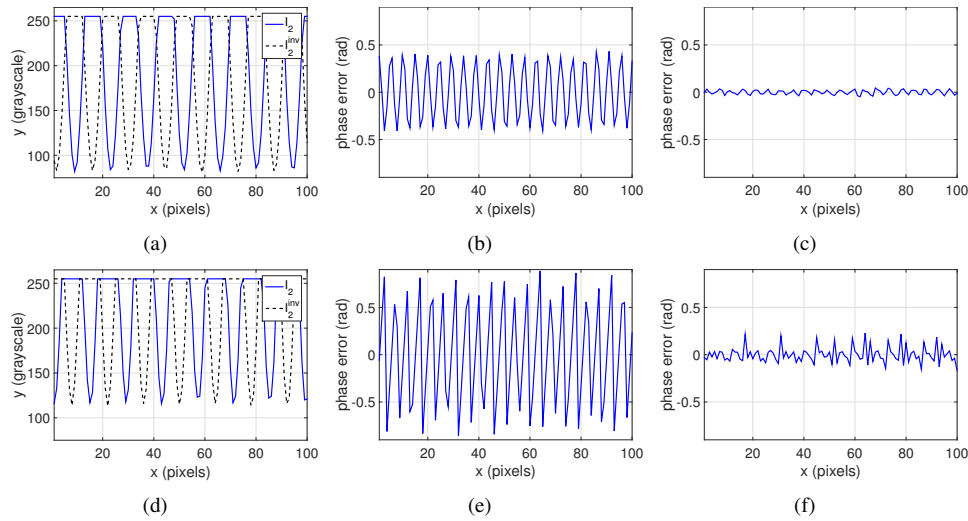 250
200
150
100
y (grayscale)
20 40 60 80 100
x (pixels)
I2
I2inv
(a)
0.5
0
-0.5
phase error (rad)
20 40 60 80 100
x (pixels)
(b)
0.5
0
-0.5
phase error (rad)
20 40 60 80 100
x (pixels)
(c)
250
200
150
100
y (grayscale)
20 40 60 80 100
x (pixels)
I2
I2inv
(d)
0.5
0
-0.5
phase error (rad)
20 40 60 80 100
x (pixels)
(e)
0.5
0
-0.5
phase error (rad)
20 40 60 80 100
x (pixels)
(f)